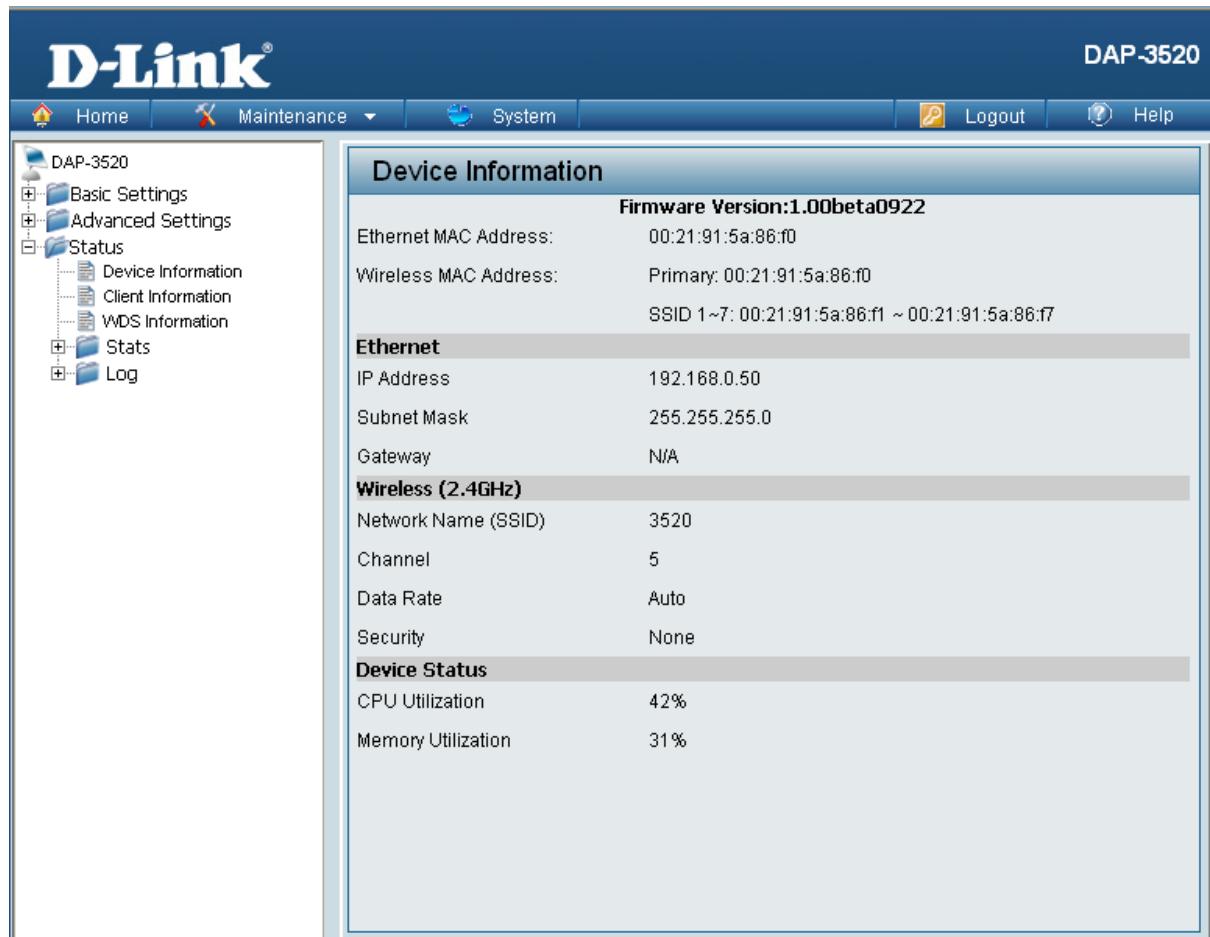 D-Link®
DAP-3520
Home Maintenance System Logout Help
DAP-3520
Basic Settings
Advanced Settings
Status
Device Information
Client Information
WDS Information
Stats
Log
Device Information
Firmware Version:1.00beta0922
Ethernet MAC Address: 00:21:91:5a:86:f0
Wireless MAC Address: Primary: 00:21:91:5a:86:f0
SSID 1~7: 00:21:91:5a:86:f1 ~ 00:21:91:5a:86:f7
Ethernet
IP Address 192.168.0.50
Subnet Mask 255.255.255.0
Gateway N/A
Wireless (2.4GHz)
Network Name (SSID) 3520
Channel 5
Data Rate Auto
Security None
Device Status
CPU Utilization 42%
Memory Utilization 31%